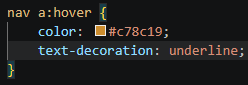 nav a:hover {
    color: #c78c19;
    text-decoration: underline;
}